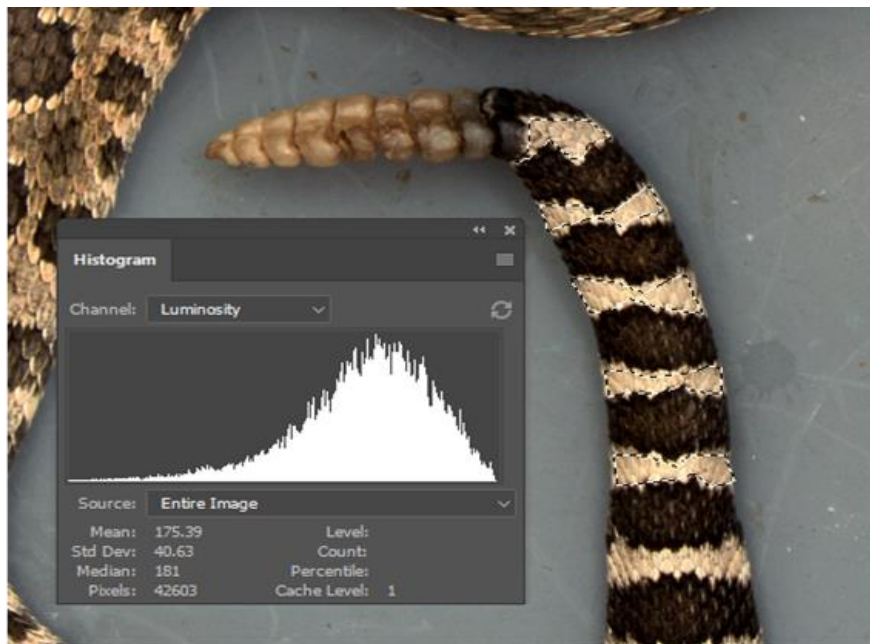 Histogram
Channel: Luminosity
Source: Entire Image
Mean: 175.39 Level:
Std Dev: 40.63 Count:
Median: 181 Percentile:
Pixels: 42603 Cache Level: 1